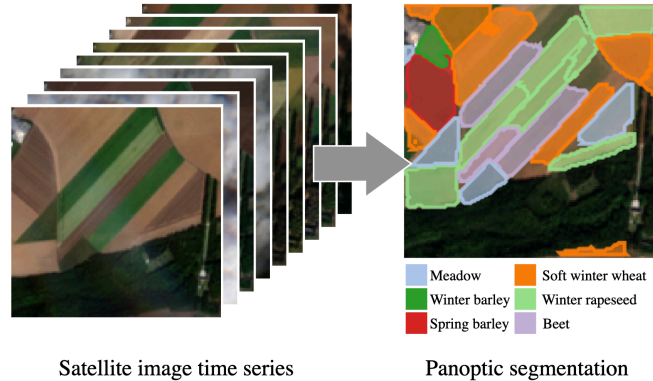 Meadow
Soft winter wheat
Winter barley
Winter rapeseed
Spring barley
Beet
Satellite image time series
Panoptic segmentation